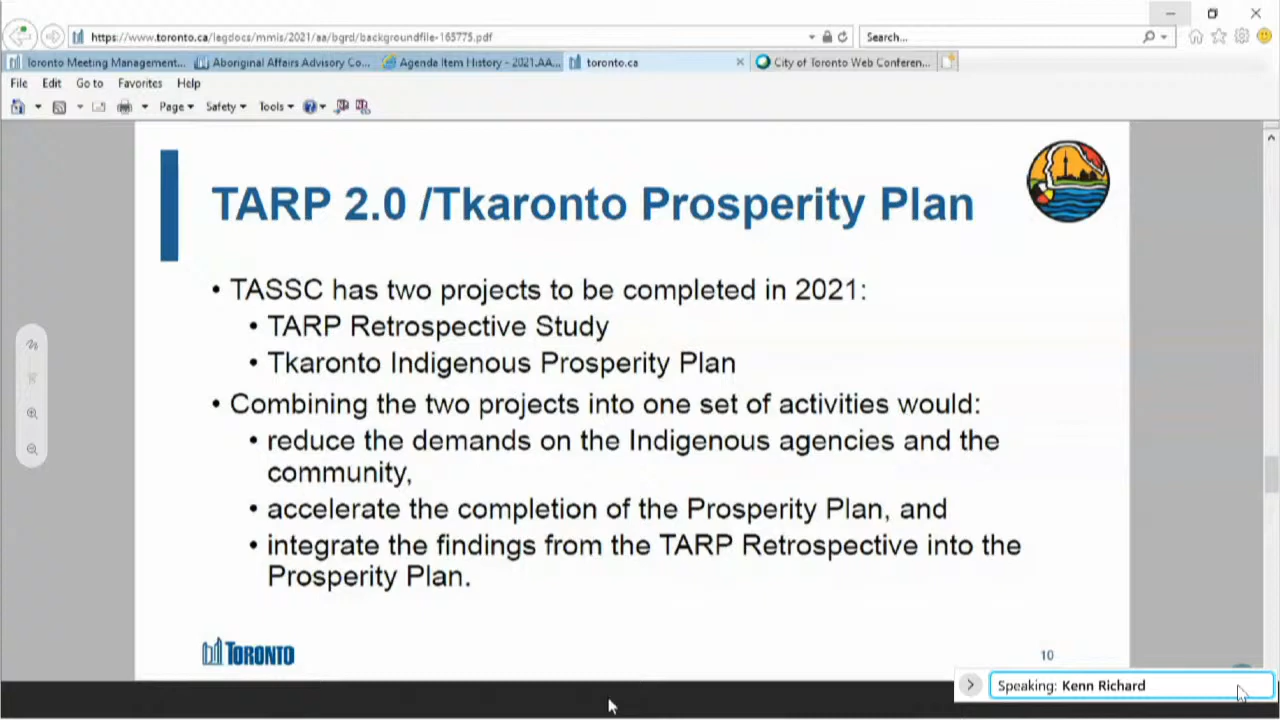 https://www.toronto.ca/legdocs/mmis/2021/aa/bgrd/backgroundfile-165775.pdf
Search...
Toronto Meeting Management...
Aboriginal Affairs Advisory Co...
Agenda Item History - 2021.AA...
toronto.ca
City of Toronto Web Conferen...
File Edit Go to Favorites Help
Page Safety Tools
TARP 2.0 /Tkaronto Prosperity Plan
• TASSC has two projects to be completed in 2021:
• TARP Retrospective Study
• Tkaronto Indigenous Prosperity Plan
• Combining the two projects into one set of activities would:
• reduce the demands on the Indigenous agencies and the
community,
• accelerate the completion of the Prosperity Plan, and
• integrate the findings from the TARP Retrospective into the
Prosperity Plan.
TORONTO
10
Speaking: Kenn Richard